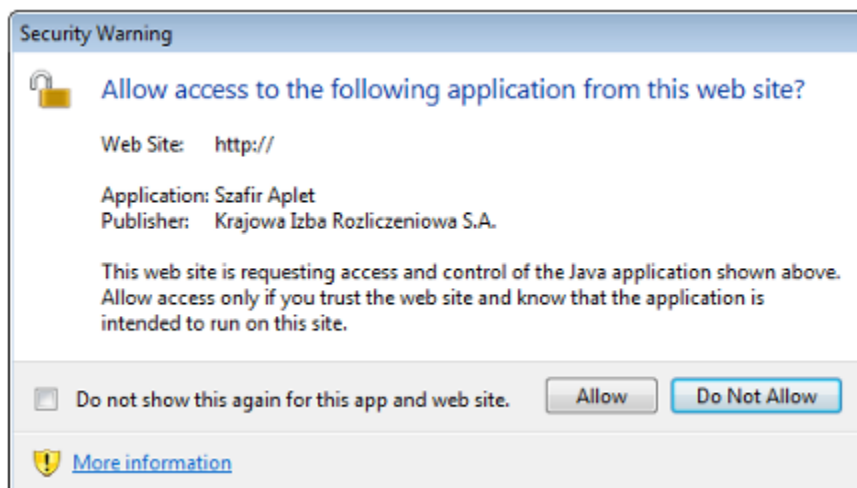 Security Warning
Allow access to the following application from this web site?
Web Site: http://
Application: Szafir Aplet
Publisher: Krajowa Izba Rozliczeniowa S.A.
This web site is requesting access and control of the Java application shown above.
Allow access only if you trust the web site and know that the application is
intended to run on this site.
Do not show this again for this app and web site. Allow Do Not Allow
More information